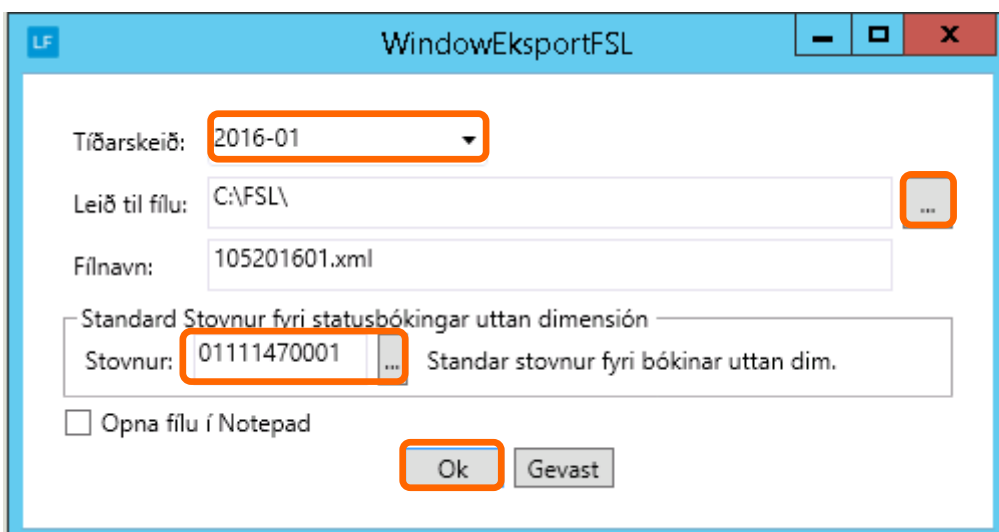 LF WindowEksportFSL
Tíðarskeið: 2016-01
Leið til fílu: C:\FSL\ ...
Fílnavn: 105201601.xml
Standard Stovnur fyri statusbókingar uttan dimensión
Stovnur: 01111470001 ... Standar stovnur fyri bókinar uttan dim.
Opna fílu í Notepad
Ok Gevast